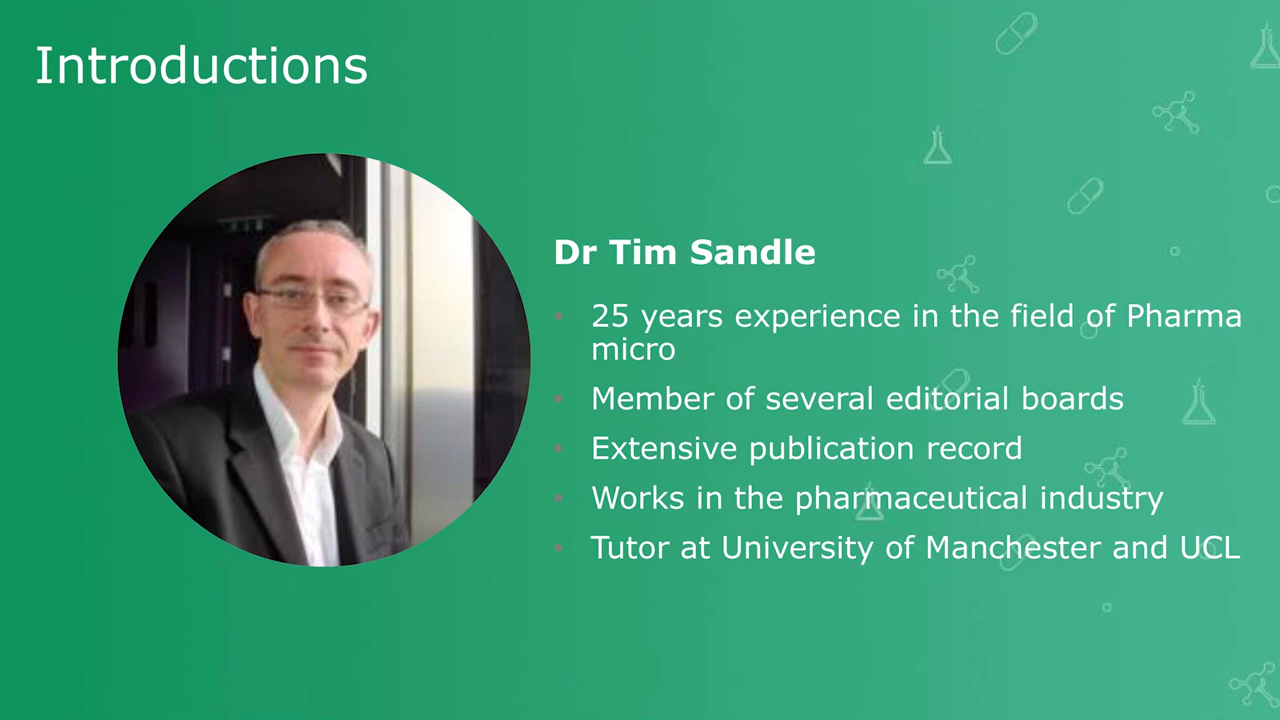 Introductions
Dr Tim Sandle
• 25 years experience in the field of Pharma
micro
• Member of several editorial boards
• Extensive publication record
• Works in the pharmaceutical industry
• Tutor at University of Manchester and UCL